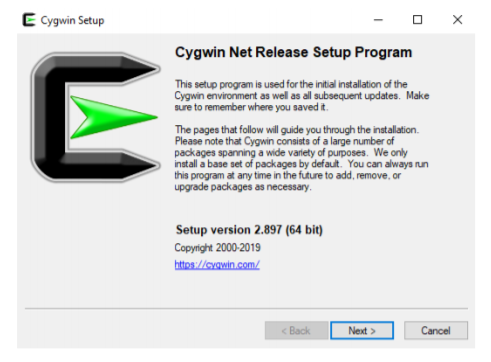 Cygwin Setup
Cygwin Net Release Setup Program
This setup program is used for the initial installation of the
Cygwin environment as well as all subsequent updates. Make
sure to remember where you saved it.
The pages that follow will guide you through the installation.
Please note that Cygwin consists of a large number of
packages spanning a wide variety of purposes. We only
install a base set of packages by default. You can always run
this program at any time in the future to add, remove, or
upgrade packages as necessary.
Setup version 2.897 (64 bit)
Copyright 2000-2019
https://cygwin.com/
< Back Next > Cancel